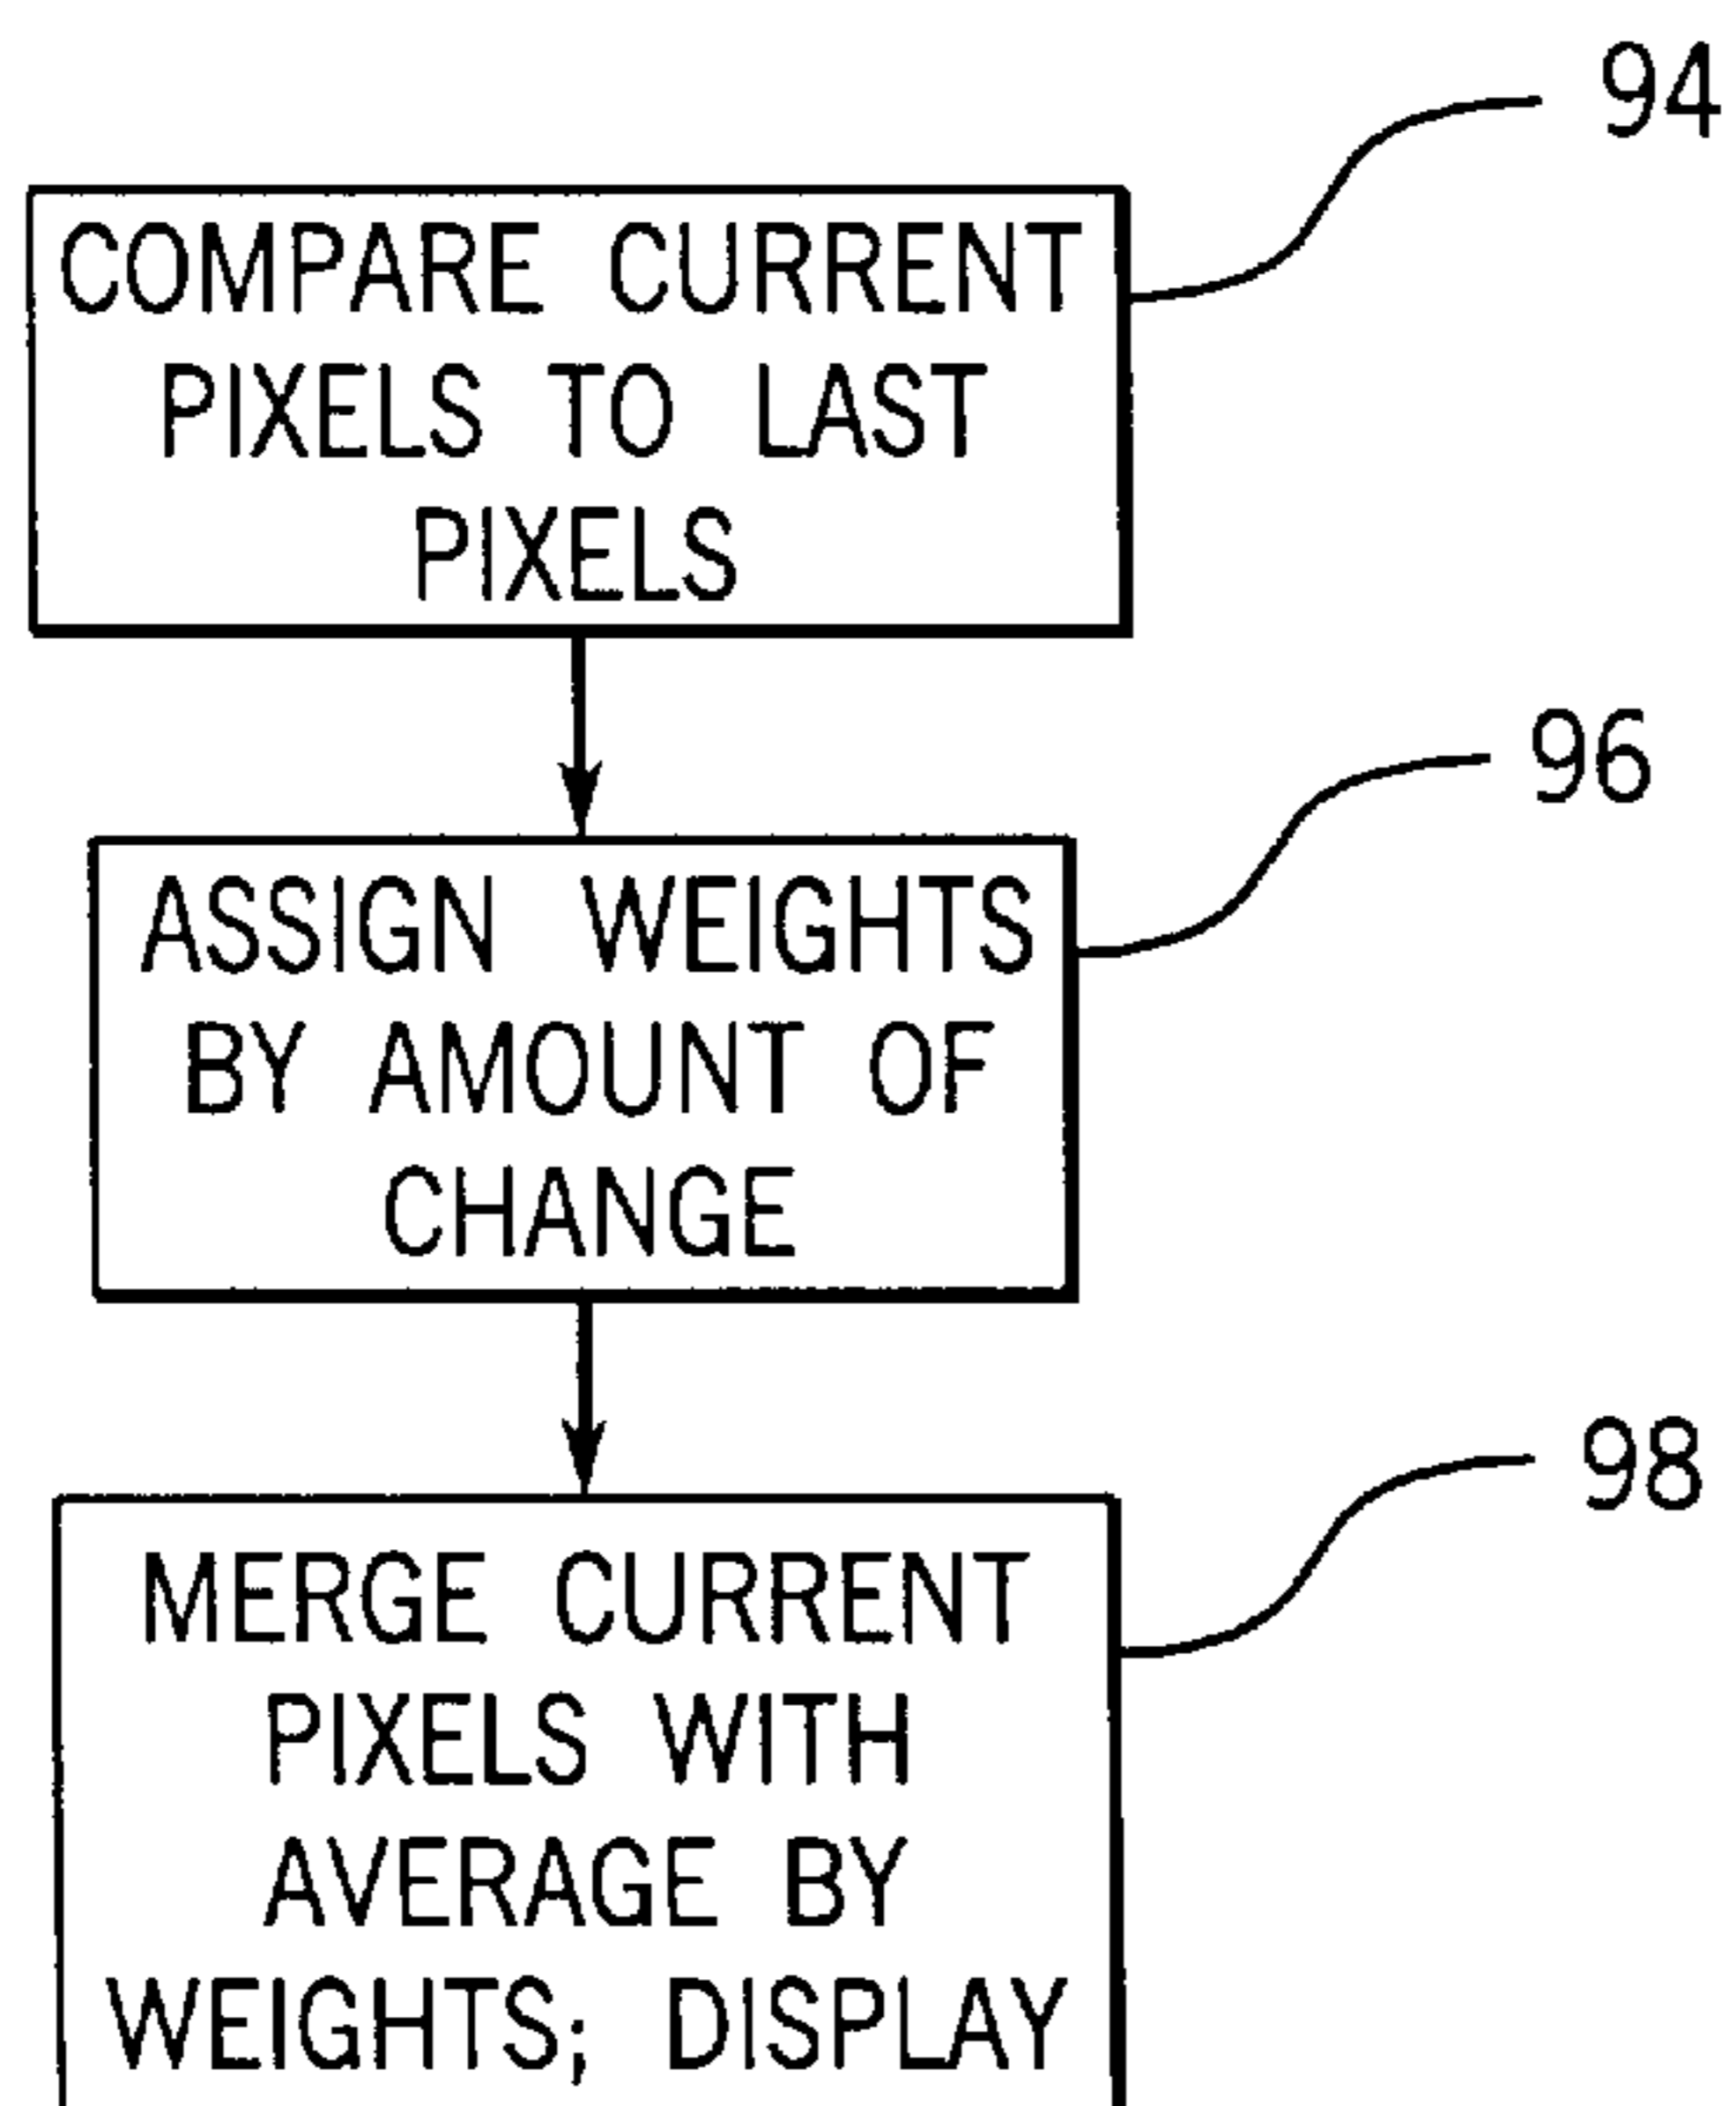 94
COMPARE CURRENT
PIXELS TO LAST
PIXELS
96
ASSIGN WEIGHTS
BY AMOUNT OF
CHANGE
98
MERGE CURRENT
PIXELS WITH
AVERAGE BY
WEIGHTS; DISPLAY